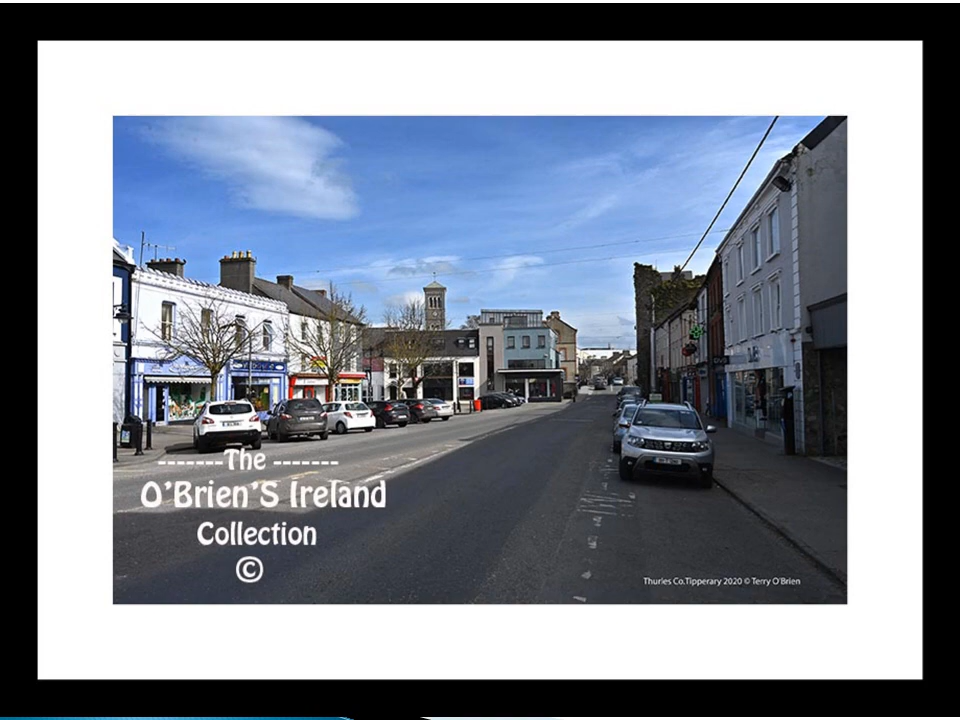 -------The -------
O'Brien'S Ireland
Collection
©
Thurles Co.Tipperary 2020 © Terry O'Brien